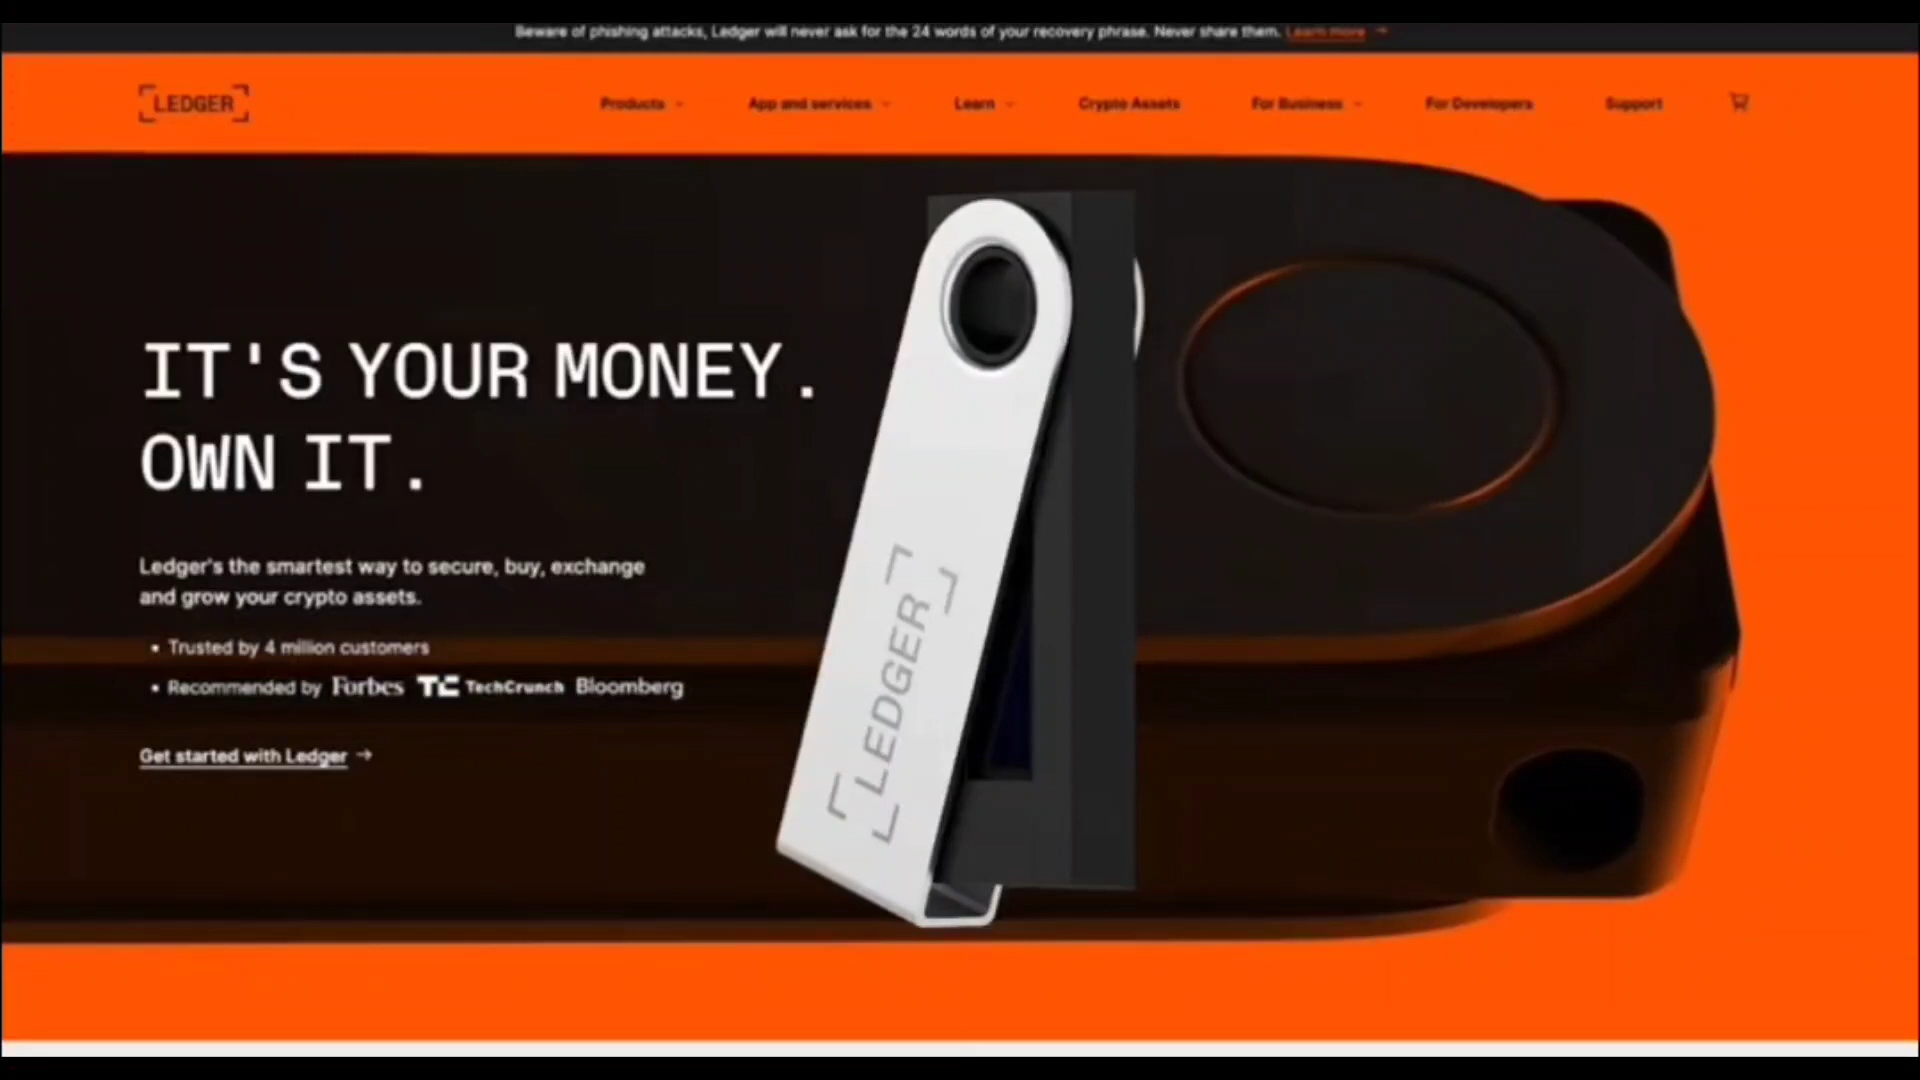 Beware of phishing attacks, Ledger will never ask for the 24 words of your recovery phrase. Never share them. Learn more →
LEDGER
Products
App and services
Learn
Crypto Assets
For Business
For Developers
Support
IT'S YOUR MONEY.
OWN IT.
Ledger's the smartest way to secure, buy, exchange
and grow your crypto assets.
• Trusted by 4 million customers
• Recommended by Forbes TC TechCrunch Bloomberg
Get started with Ledger →
LEDGER